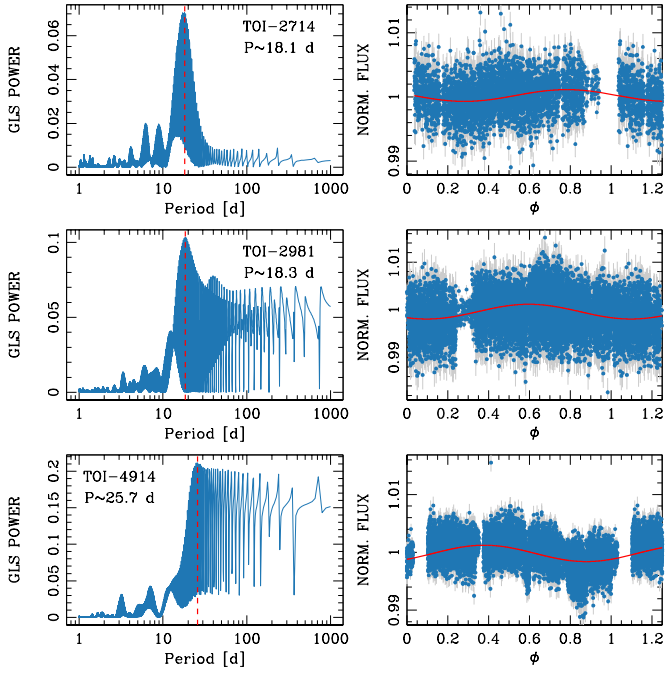 TOI-2714
P~18.1 d
GLS POWER
0 0.02 0.04 0.06
1 10 100 1000
Period [d]
NORM. FLUX
0.99 1 1.01
0 0.2 0.4 0.6 0.8 1 1.2
ϕ
TOI-2981
P~18.3 d
GLS POWER
0 0.05 0.1
1 10 100 1000
Period [d]
NORM. FLUX
0.99 1 1.01
0 0.2 0.4 0.6 0.8 1 1.2
ϕ
TOI-4914
P~25.7 d
GLS POWER
0 0.05 0.1 0.15 0.2
1 10 100 1000
Period [d]
NORM. FLUX
0.99 1 1.01
0 0.2 0.4 0.6 0.8 1 1.2
ϕ